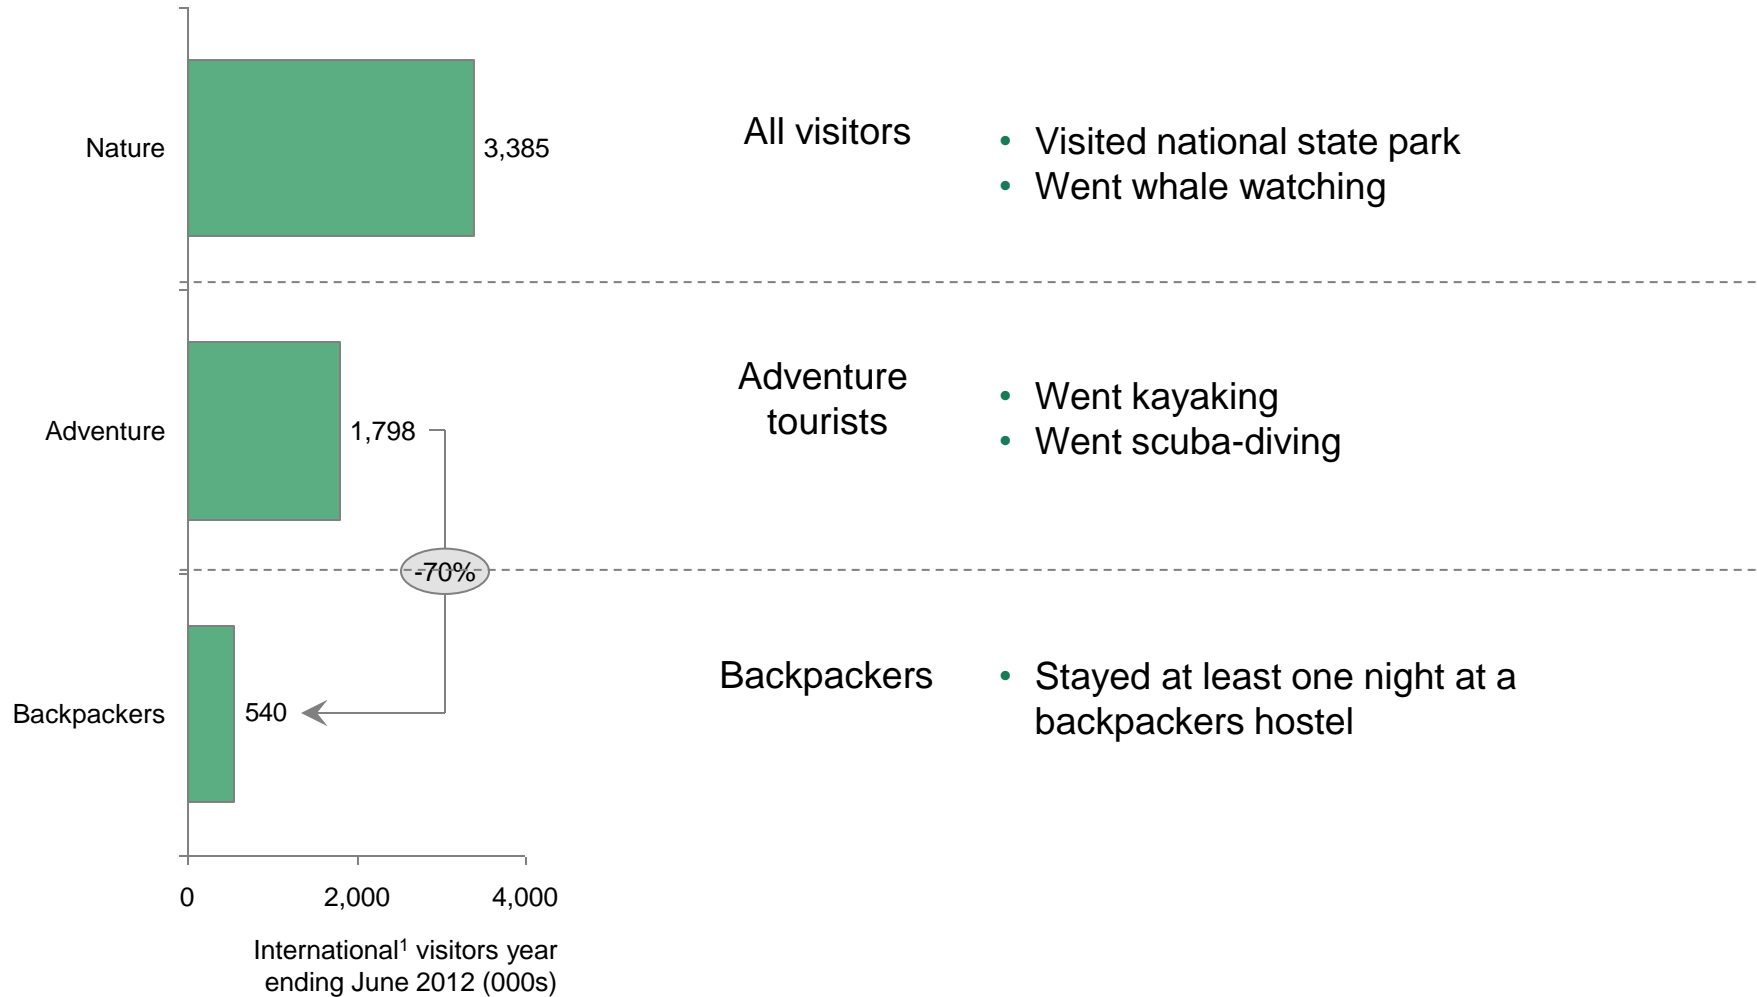 Nature
3,385
All visitors
• Visited national state park
• Went whale watching
Adventure
1,798
Adventure
tourists
• Went kayaking
• Went scuba-diving
-70%
Backpackers
540
Backpackers
• Stayed at least one night at a
backpackers hostel
0
2,000
4,000
International¹ visitors year
ending June 2012 (000s)